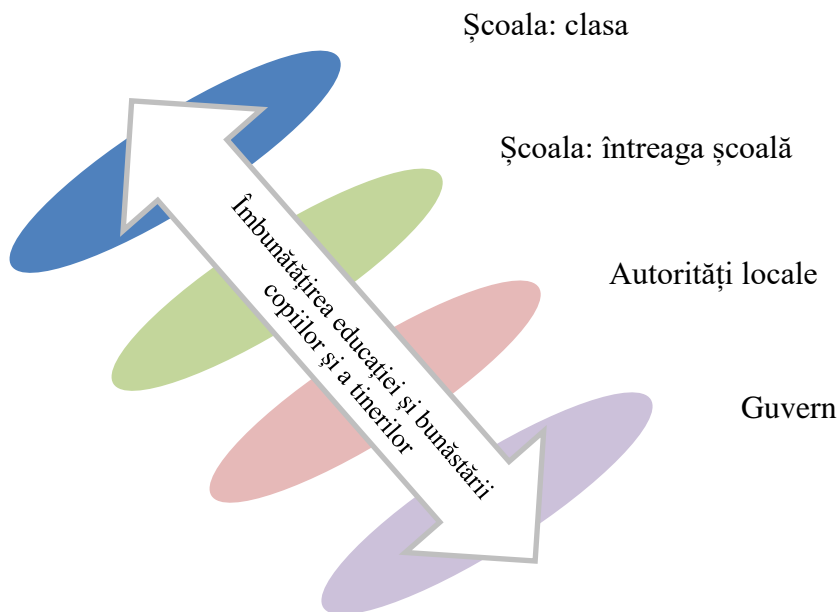 Școala: clasa
Școala: întreaga școală
Autorități locale
Guvern
Îmbunătățirea educației și bunăstării
copiilor și a tinerilor